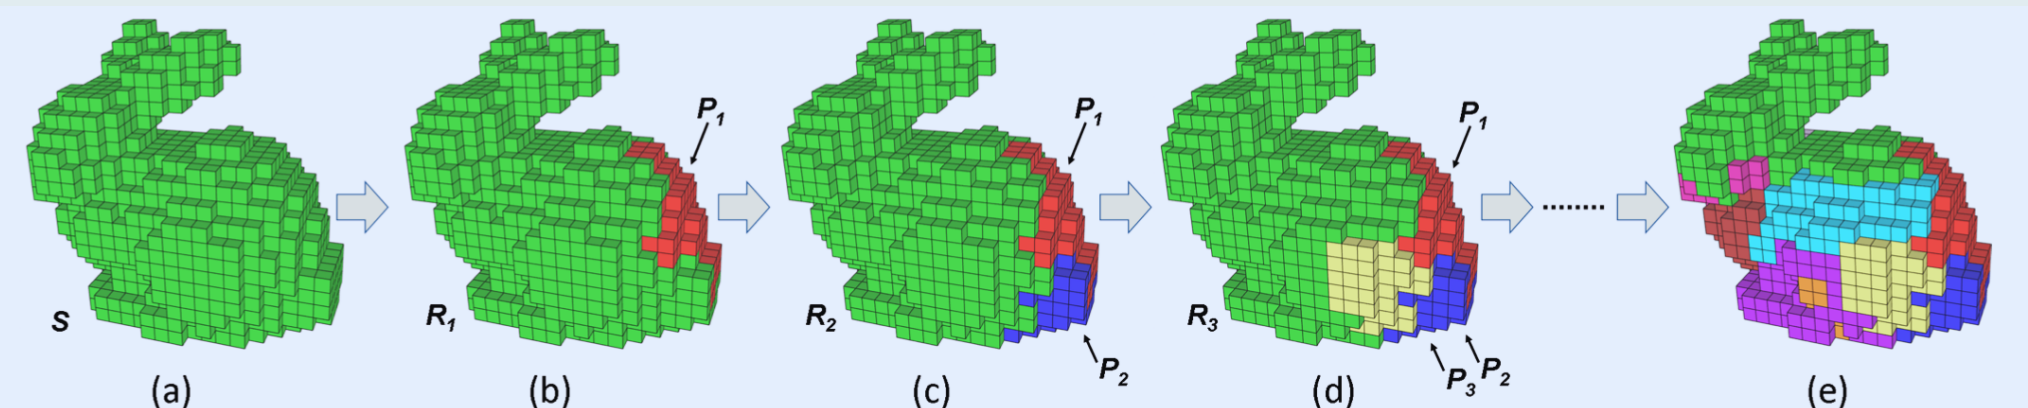 P1
P1
P1
S
R1
R2
R3
........
P2
P3
P2
(a)
(b)
(c)
(d)
(e)